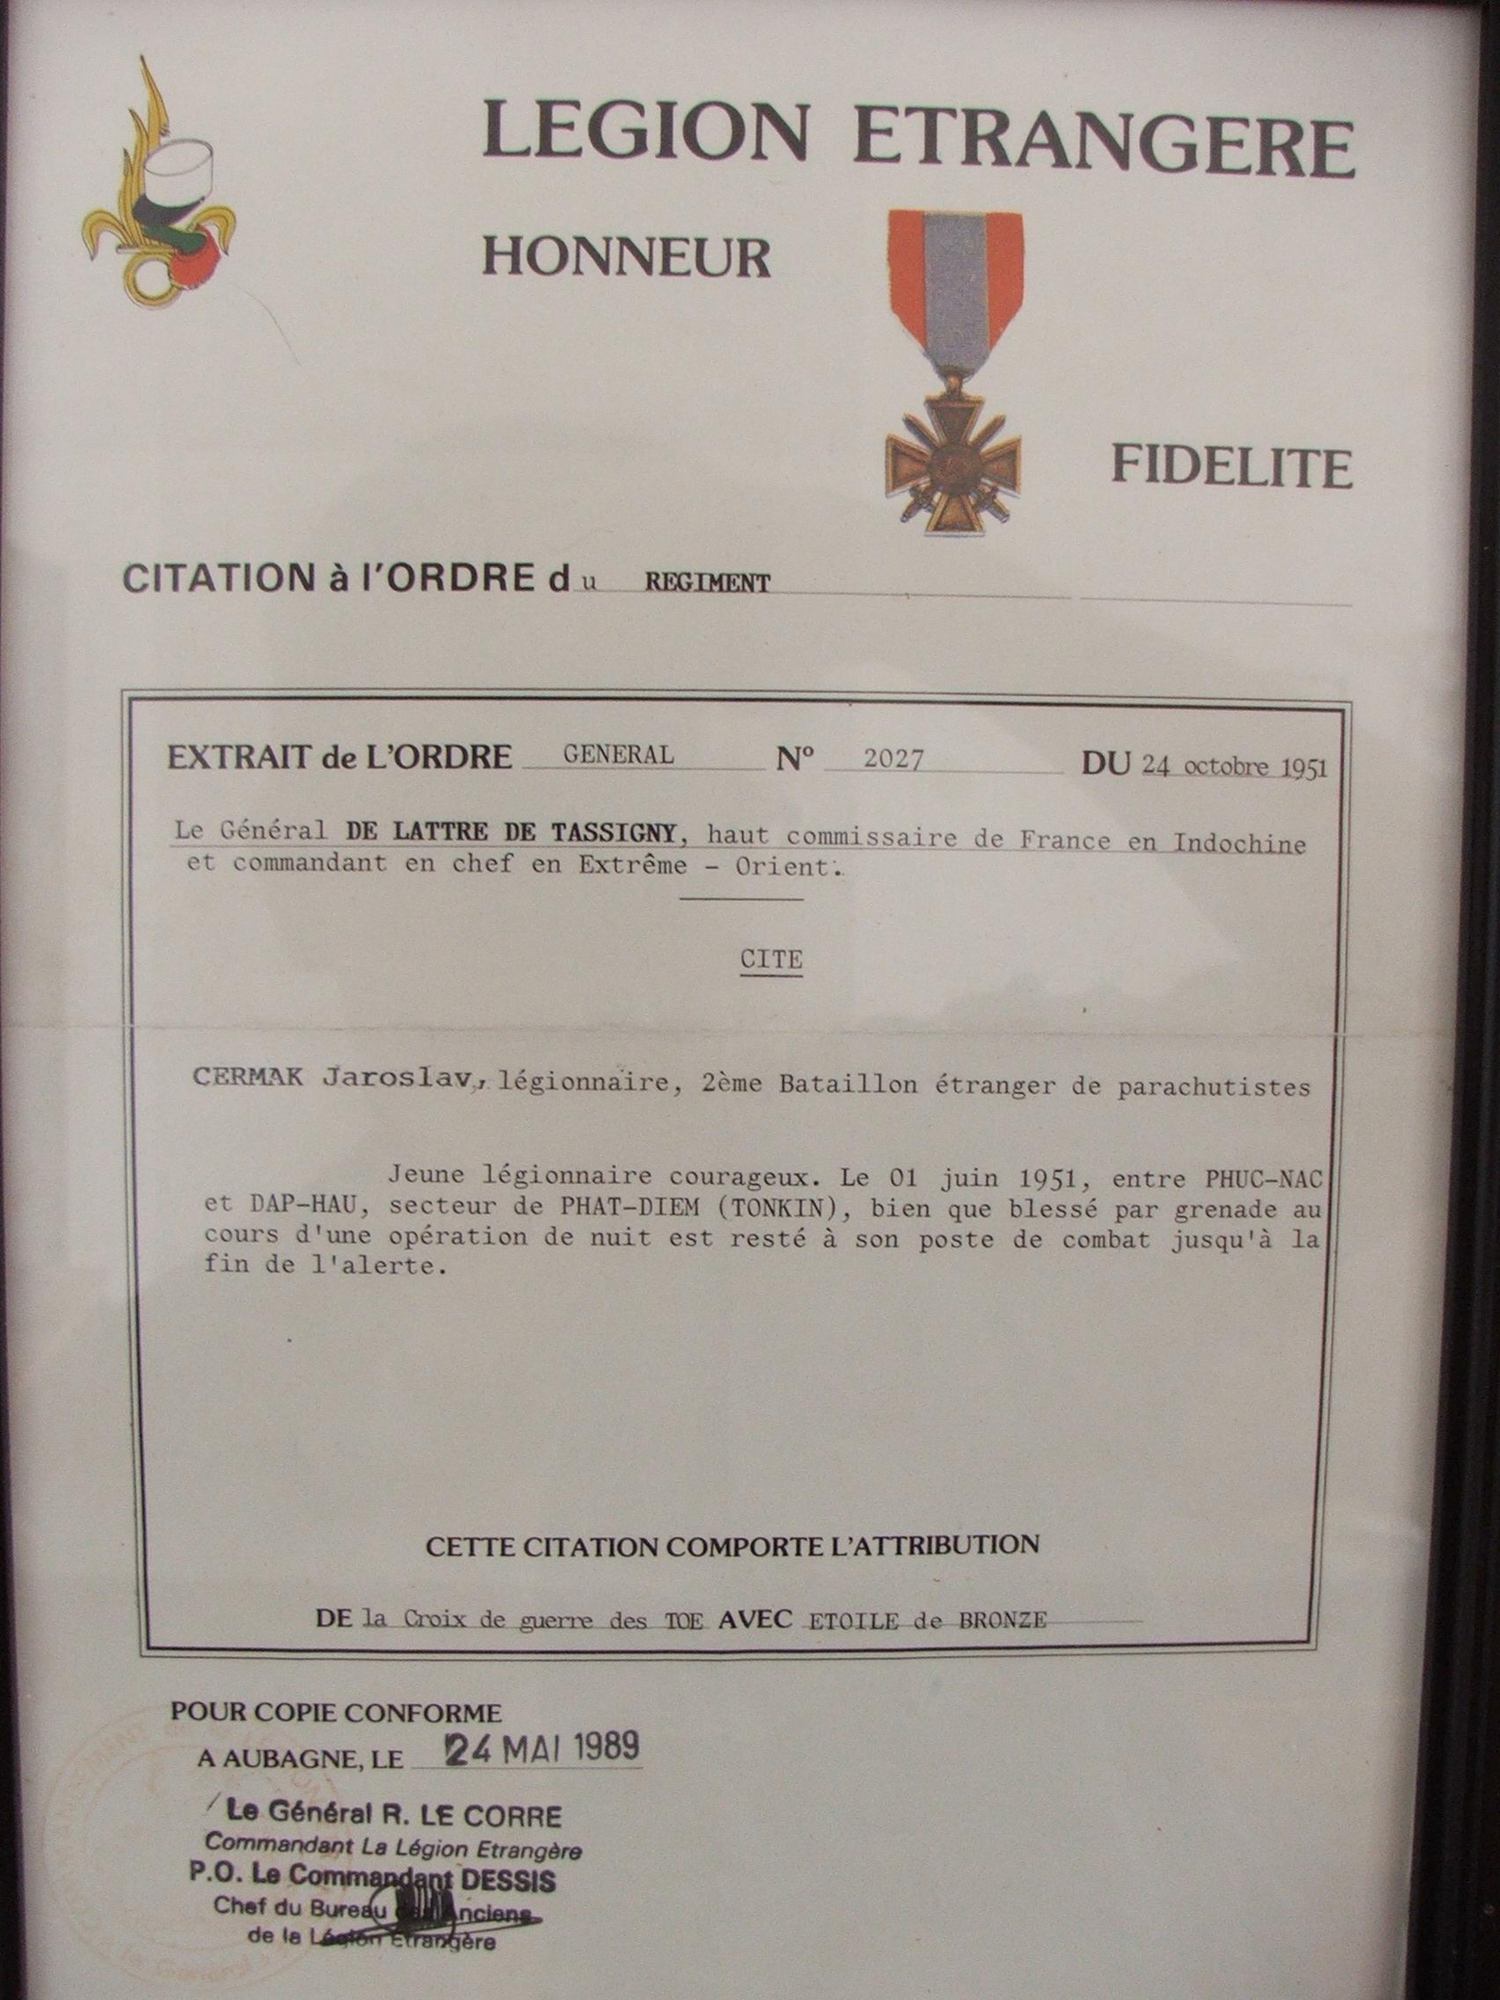 LEGION ETRANGERE
HONNEUR
FIDELITE
CITATION à l'ORDRE du REGIMENT
EXTRAIT de L'ORDRE GENERAL Nº 2027 DU 24 octobre 1951
Le Général DE LATTRE DE TASSIGNY, haut commissaire de France en Indochine
et commandant en chef en Extrême - Orient.
CITE
CERMAK Jaroslav, légionnaire, 2ème Bataillon étranger de parachutistes
Jeune légionnaire courageux. Le 01 juin 1951, entre PHUC-NAC
et DAP-HAU, secteur de PHAT-DIEM (TONKIN), bien que blessé par grenade au
cours d'une opération de nuit est resté à son poste de combat jusqu'à la
fin de l'alerte.
CETTE CITATION COMPORTE L'ATTRIBUTION
DE la Croix de guerre des TOE AVEC ETOILE de BRONZE
POUR COPIE CONFORME
A AUBAGNE, LE 24 MAI 1989
Le Général R. LE CORRE
Commandant La Légion Etrangère
P.O. Le Commandant DESSIS
Chef du Bureau des Anciens
de la Légion Etrangère